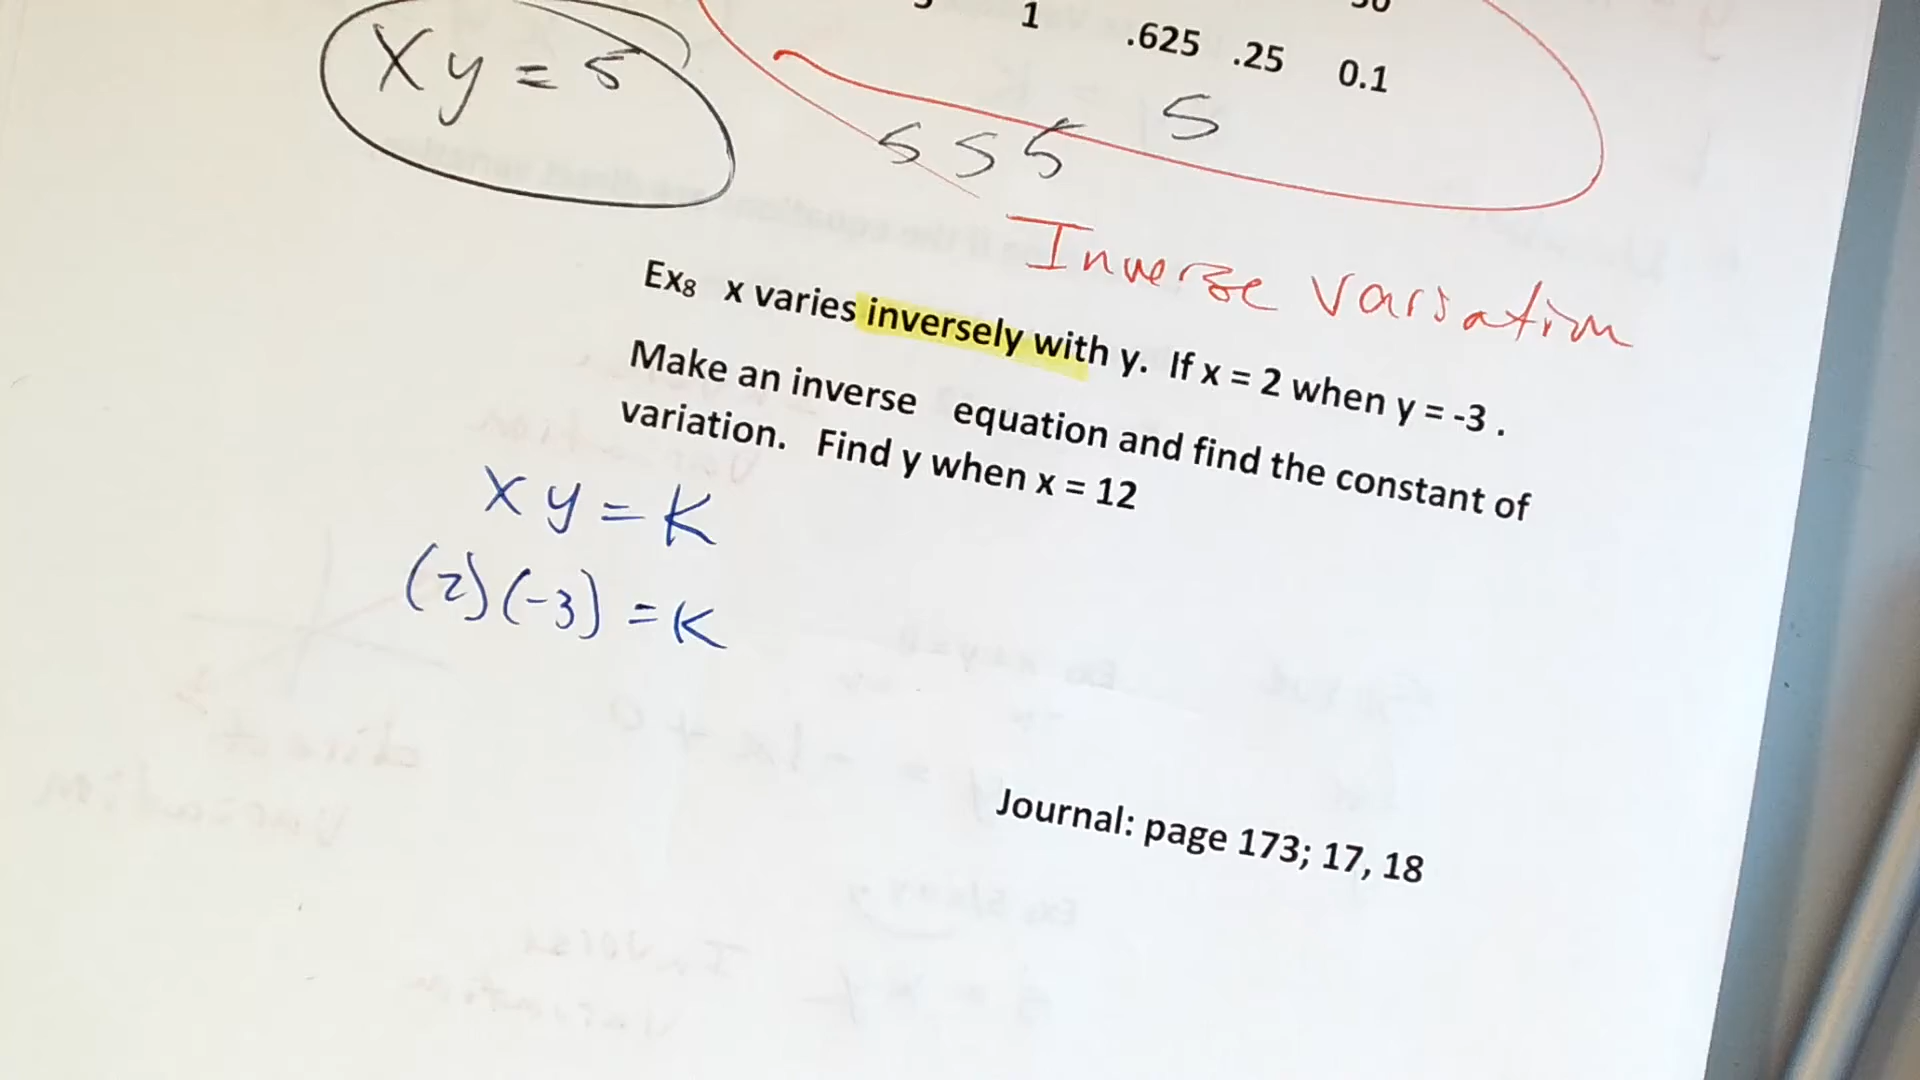 1 .625 .25 0.1
xy = 5
5 5 5 5
Inverse Variation
Ex8 x varies inversely with y. If x = 2 when y = -3 .
Make an inverse equation and find the constant of
variation. Find y when x = 12
xy = K
(2)(-3) = K
Journal: page 173; 17, 18